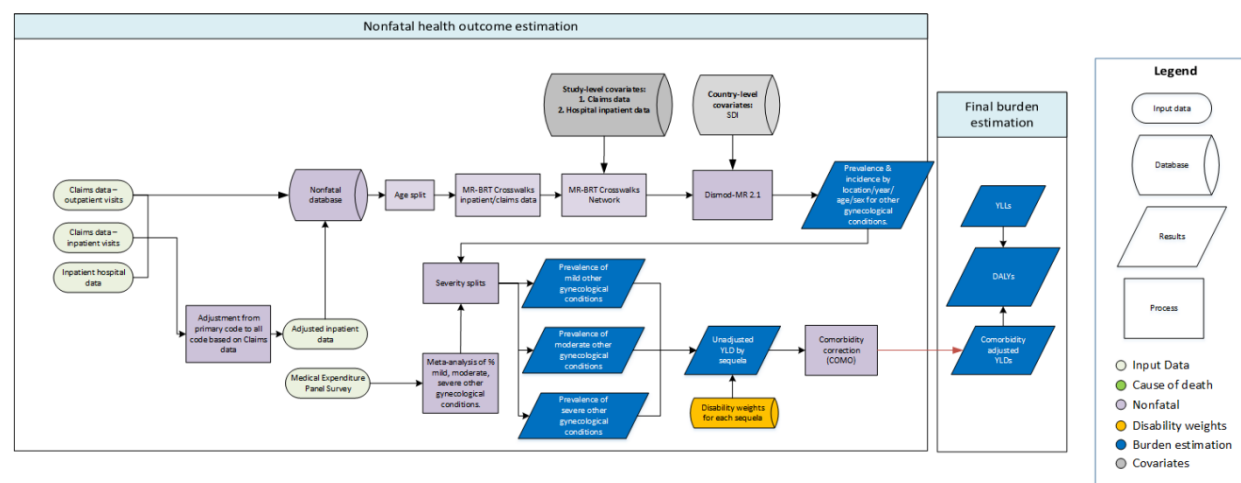 Nonfatal health outcome estimation
Study-level covariates:
1. Claims data
2. Hospital inpatient data
Country-level
covariates:
SDI
Claims data –
outpatient visits
Nonfatal
database
Age split
MR-BRT Crosswalks
inpatient/claims data
MR-BRT Crosswalks
Network
Dismod-MR 2.1
Prevalence
& incidence by
location/year/
age/sex for other
gynecological
conditions.
Claims data –
inpatient visits
Inpatient hospital
data
Adjustment from
primary code to all
code based on Claims
data
Adjusted inpatient
data
Severity splits
Prevalence of
mild other
gynecological
conditions
Prevalence of
moderate other
gynecological
conditions
Prevalence of
severe other
gynecological
conditions
Medical Expenditure
Panel Survey
Meta-analysis of %
mild, moderate,
severe other
gynecological
conditions.
Unadjusted
YLD by
sequela
Disability weights
for each sequela
Comorbidity
correction
(COMO)
Final burden
estimation
YLLs
DALYs
Comorbidity
adjusted
YLDs
Legend
Input data
Database
Results
Process
Input Data
Cause of death
Nonfatal
Disability weights
Burden estimation
Covariates